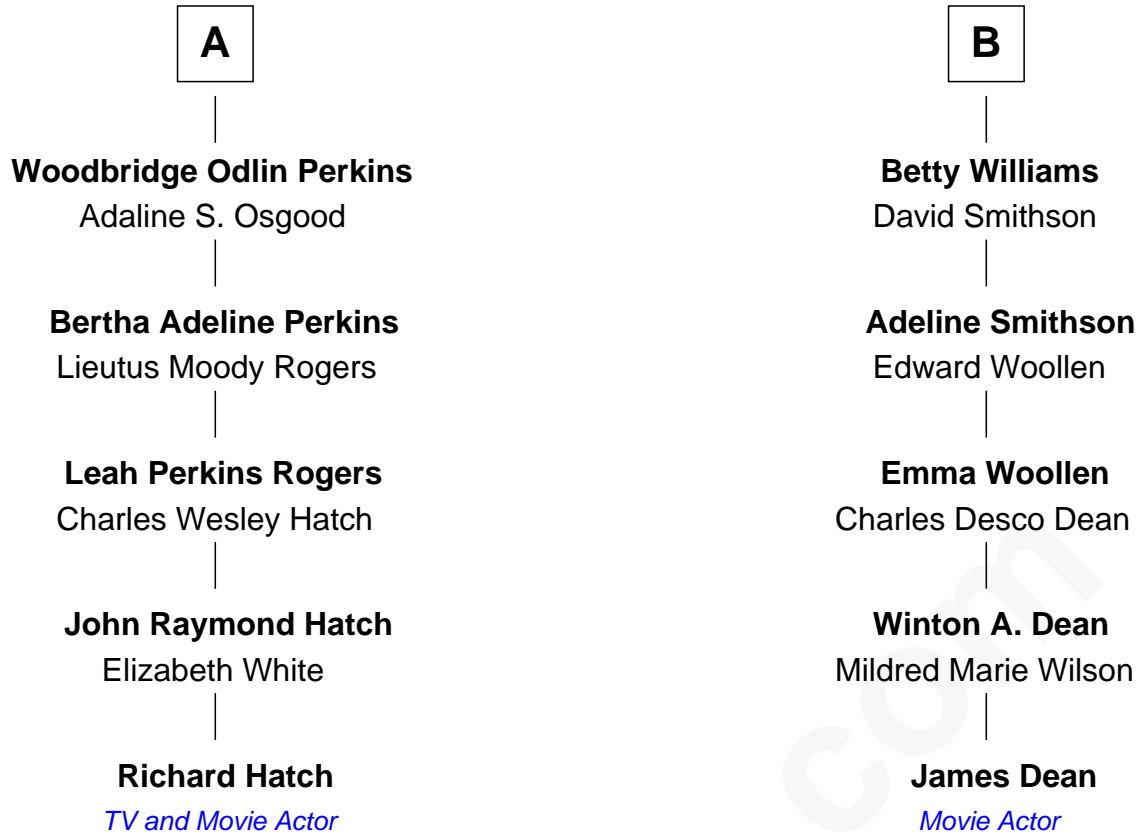 A
Woodbridge Odlin Perkins
Adaline S. Osgood
Bertha Adeline Perkins
Lieutus Moody Rogers
Leah Perkins Rogers
Charles Wesley Hatch
John Raymond Hatch
Elizabeth White
Richard Hatch
TV and Movie Actor
B
Betty Williams
David Smithson
Adeline Smithson
Edward Woollen
Emma Woollen
Charles Desco Dean
Winton A. Dean
Mildred Marie Wilson
James Dean
Movie Actor
com